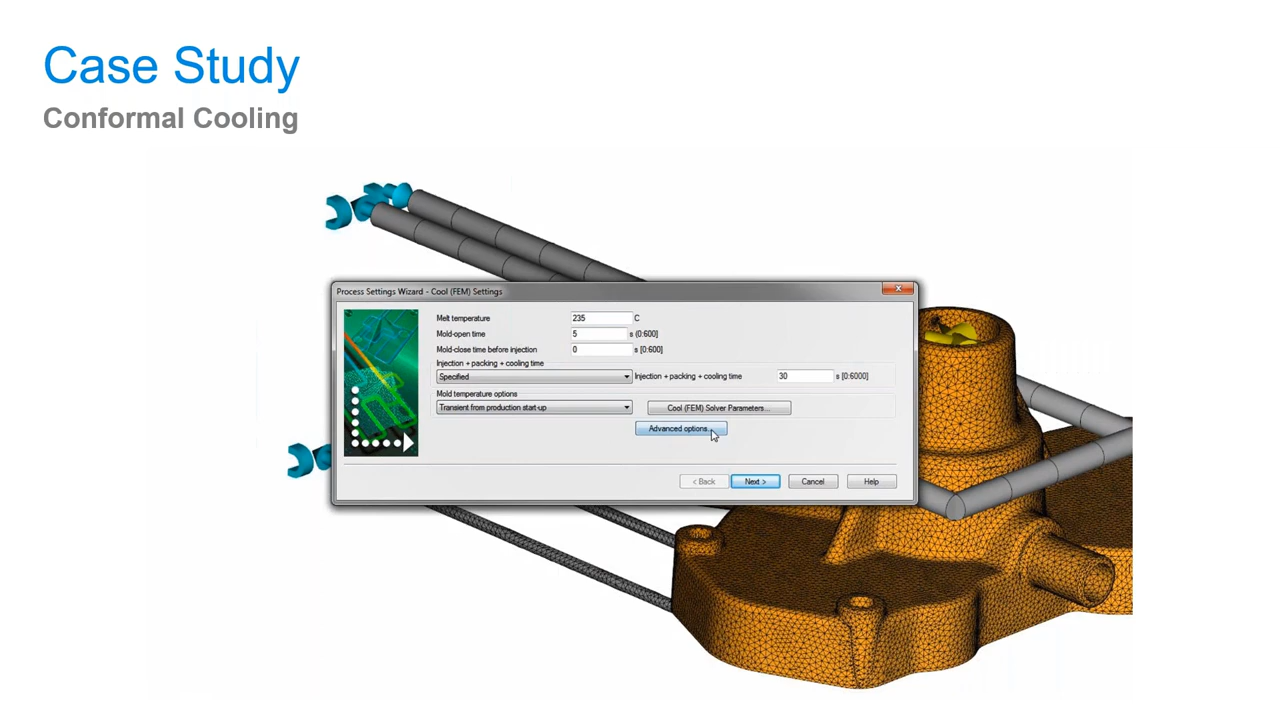 Case Study
Conformal Cooling
Process Settings Wizard - Cool (FEM) Settings
Melt temperature 235 C
Mold-open time 5 s (0:600]
Mold-close time before injection 0 s [0:600]
Injection + packing + cooling time
Specified Injection + packing + cooling time 30 s [0:6000]
Mold temperature options
Transient from production start-up Cool (FEM) Solver Parameters...
Advanced options...
< Back Next > Cancel Help